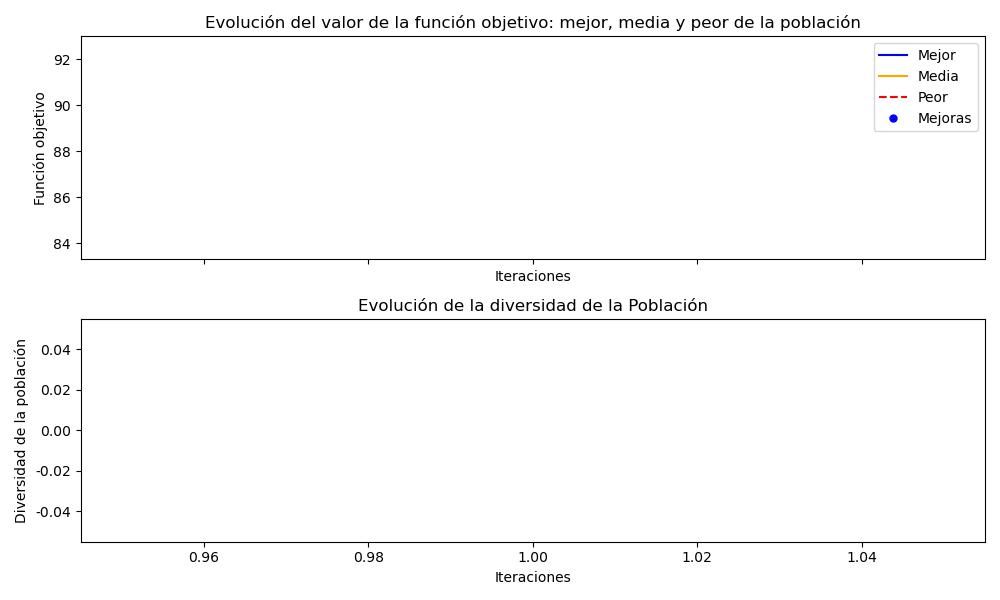 Evolución del valor de la función objetivo: mejor, media y peor de la población
Función objetivo
92
90
88
86
84
Mejor
Media
Peor
Mejoras
Iteraciones
Evolución de la diversidad de la Población
Diversidad de la población
0.04
0.02
0.00
-0.02
-0.04
0.96 0.98 1.00 1.02 1.04
Iteraciones